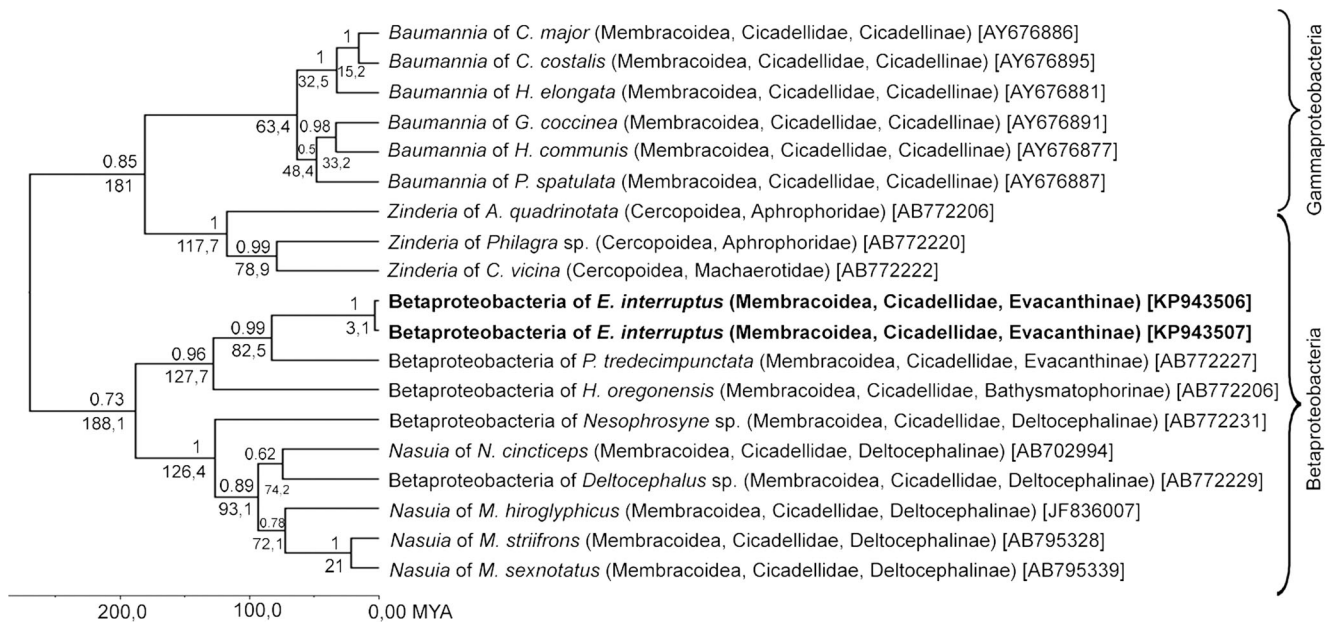 Baumannia of C. major (Membracoidea, Cicadellidae, Cicadellinae) [AY676886]
Baumannia of C. costalis (Membracoidea, Cicadellidae, Cicadellinae) [AY676895]
Baumannia of H. elongata (Membracoidea, Cicadellidae, Cicadellinae) [AY676881]
Baumannia of G. coccinea (Membracoidea, Cicadellidae, Cicadellinae) [AY676891]
Baumannia of H. communis (Membracoidea, Cicadellidae, Cicadellinae) [AY676877]
Baumannia of P. spatulata (Membracoidea, Cicadellidae, Cicadellinae) [AY676887]
Zinderia of A. quadrinotata (Cercopoidea, Aphrophoridae) [AB772206]
Zinderia of Philagra sp. (Cercopoidea, Aphrophoridae) [AB772220]
Zinderia of C. vicina (Cercopoidea, Machaerotidae) [AB772222]
Betaproteobacteria of E. interruptus (Membracoidea, Cicadellidae, Evacanthinae) [KP943506]
Betaproteobacteria of E. interruptus (Membracoidea, Cicadellidae, Evacanthinae) [KP943507]
Betaproteobacteria of P. tredecimpunctata (Membracoidea, Cicadellidae, Evacanthinae) [AB772227]
Betaproteobacteria of H. oregonensis (Membracoidea, Cicadellidae, Bathysmatophorinae) [AB772206]
Betaproteobacteria of Nesophrosyne sp. (Membracoidea, Cicadellidae, Deltocephalinae) [AB772231]
Nasuia of N. cincticeps (Membracoidea, Cicadellidae, Deltocephalinae) [AB702994]
Betaproteobacteria of Deltocephalus sp. (Membracoidea, Cicadellidae, Deltocephalinae) [AB772229]
Nasuia of M. hiroglyphicus (Membracoidea, Cicadellidae, Deltocephalinae) [JF836007]
Nasuia of M. striifrons (Membracoidea, Cicadellidae, Deltocephalinae) [AB795328]
Nasuia of M. sexnotatus (Membracoidea, Cicadellidae, Deltocephalinae) [AB795339]
Gammaproteobacteria
Betaproteobacteria
1
15,2
1
32,5
63,4
0.98
33,2
0.5
48,4
0.85
181
1
117,7
0.99
78,9
1
3,1
0.99
82,5
0.96
127,7
0.73
188,1
1
126,4
0.62
74,2
0.89
93,1
0.78
72,1
1
21
200,0
100,0
0,00 MYA